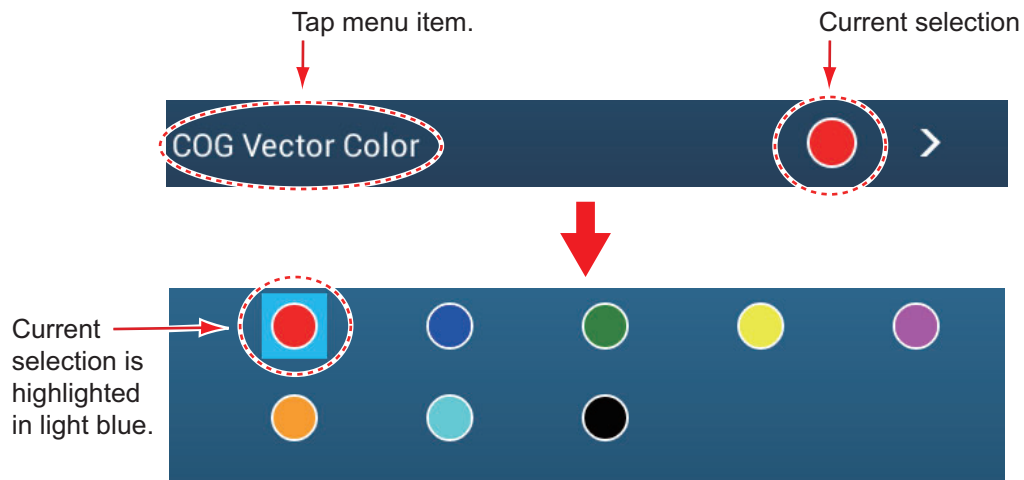 Tap menu item.
Current selection
COG Vector Color
Current
selection is
highlighted
in light blue.